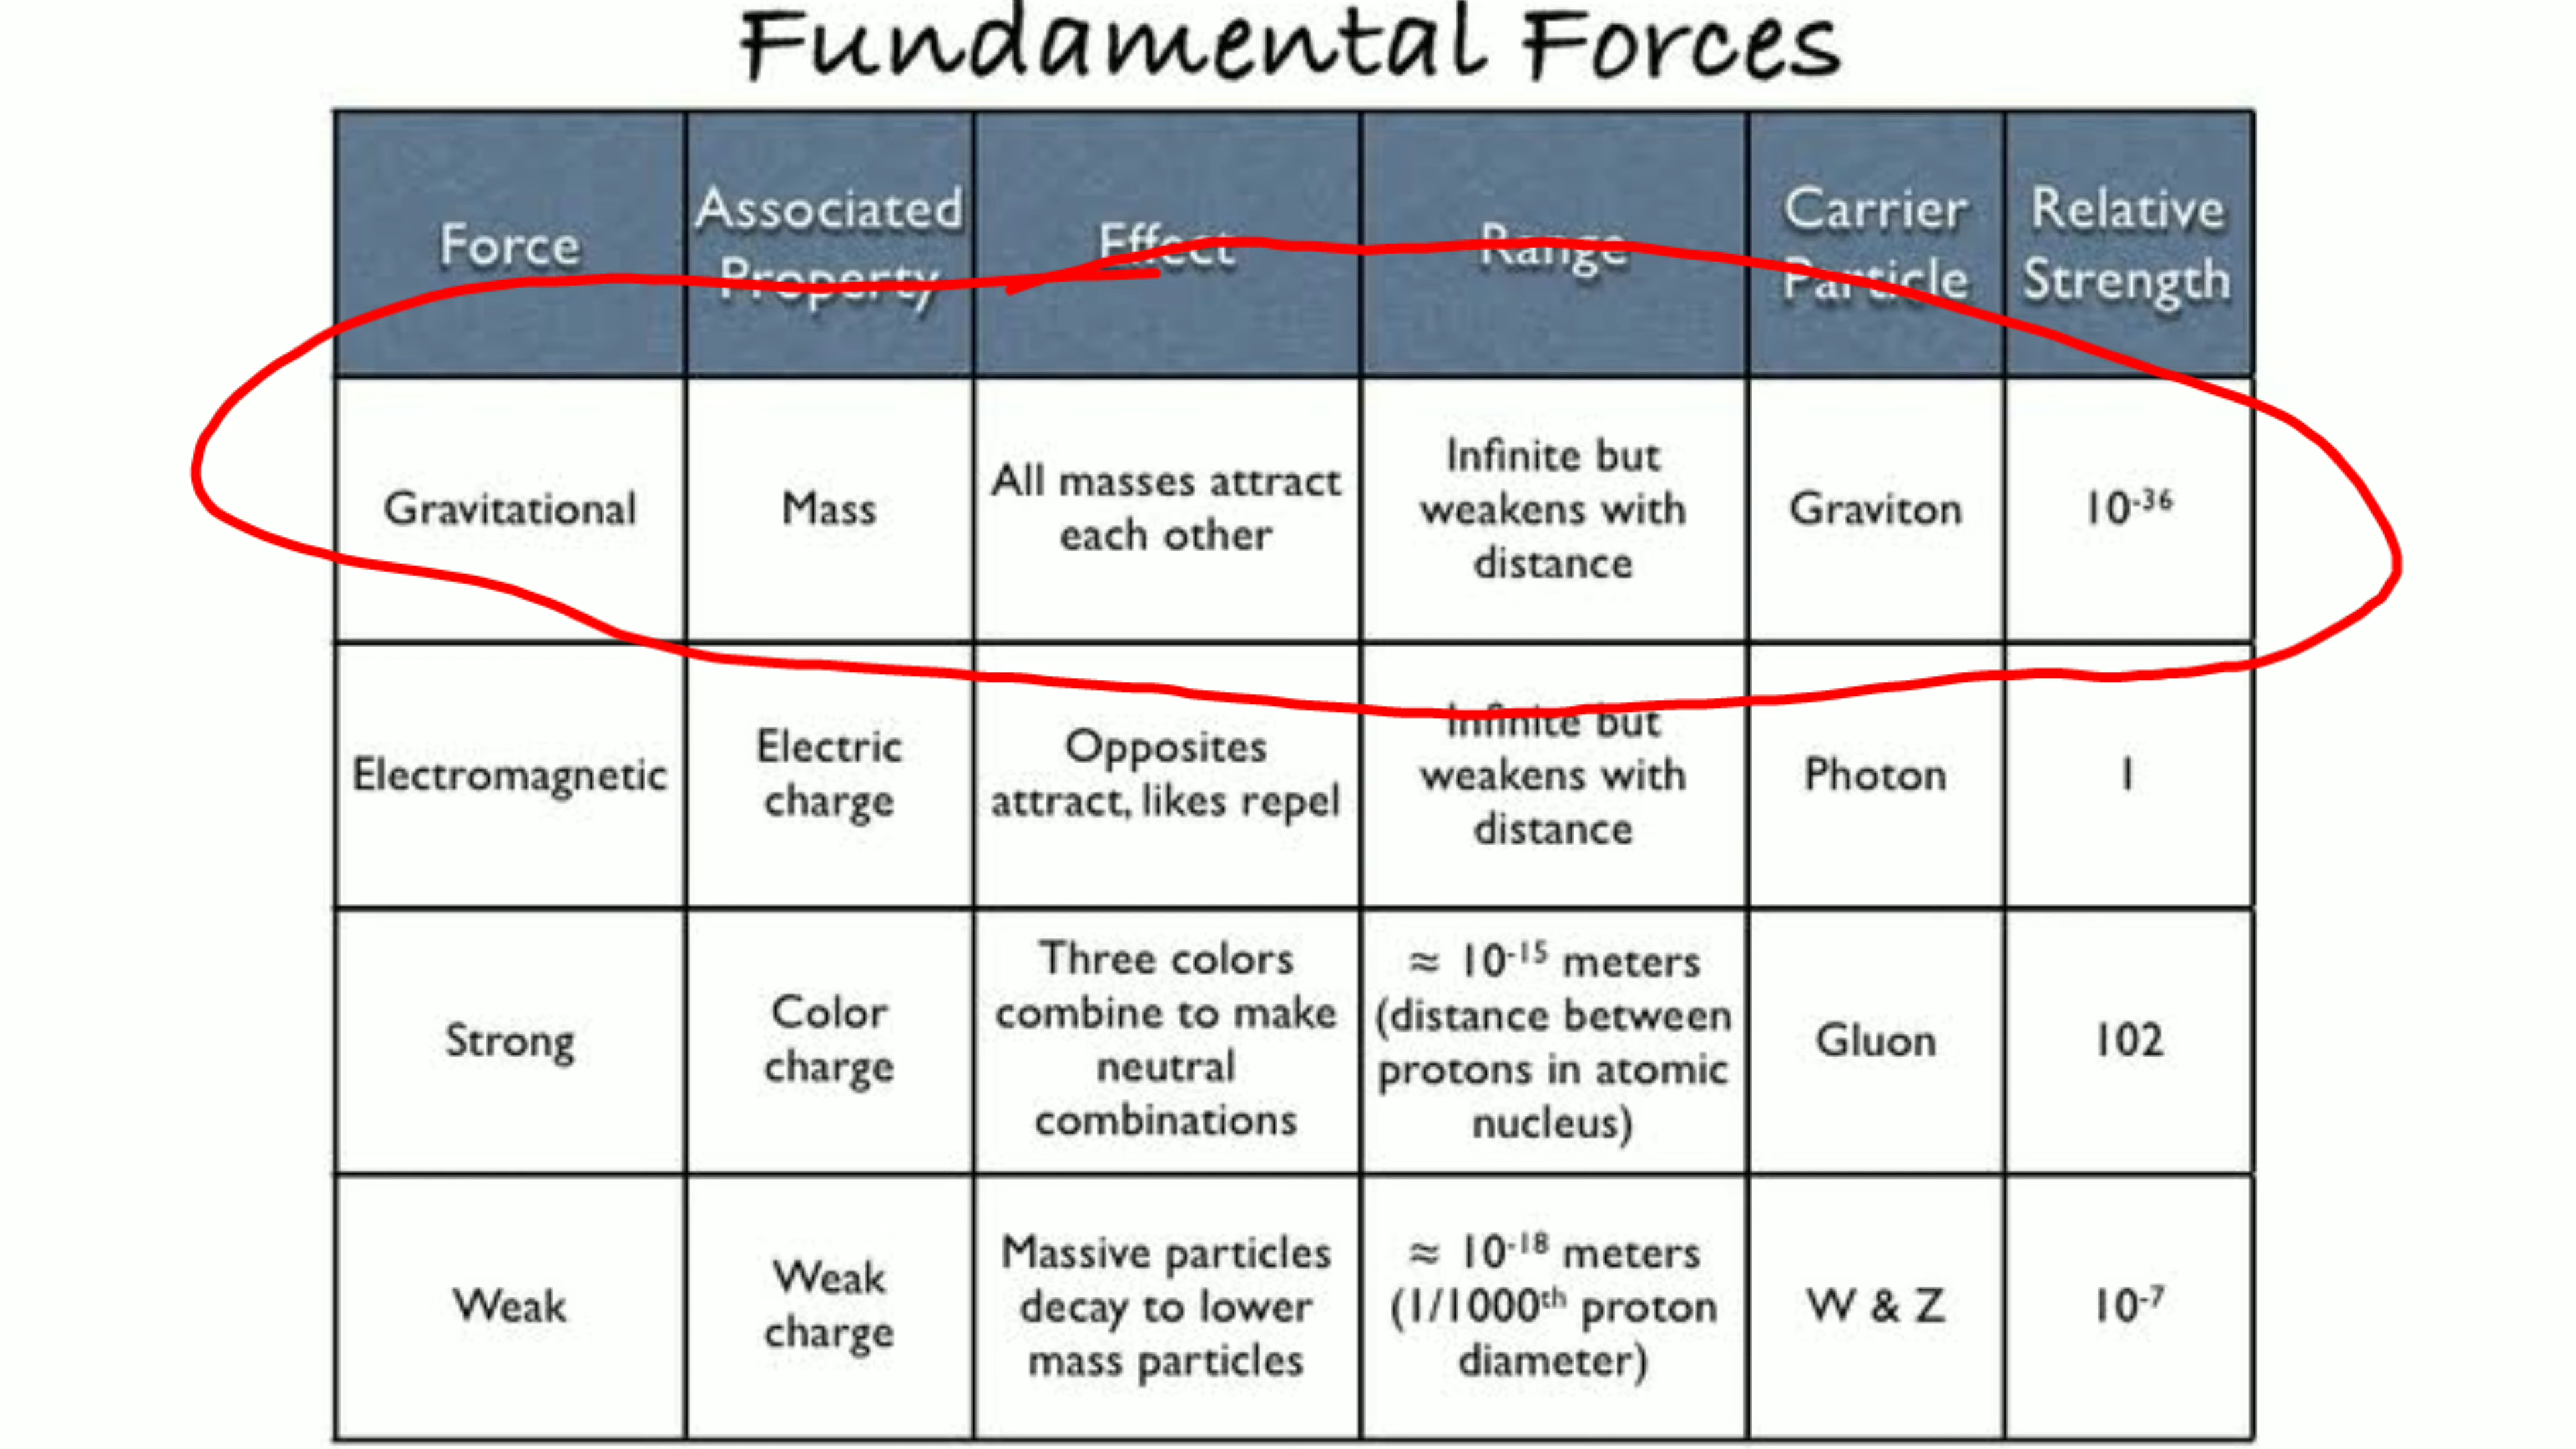 Fundamental Forces
Force
Associated
Property
Effect
Range
Carrier
Particle
Relative
Strength
Gravitational
Mass
All masses attract
each other
Infinite but
weakens with
distance
Graviton
10⁻³⁶
Electromagnetic
Electric
charge
Opposites
attract, likes repel
Infinite but
weakens with
distance
Photon
1
Strong
Color
charge
Three colors
combine to make
neutral
combinations
≈ 10⁻¹⁵ meters
(distance between
protons in atomic
nucleus)
Gluon
102
Weak
Weak
charge
Massive particles
decay to lower
mass particles
≈ 10⁻¹⁸ meters
(1/1000ᵗʰ proton
diameter)
W & Z
10⁻⁷